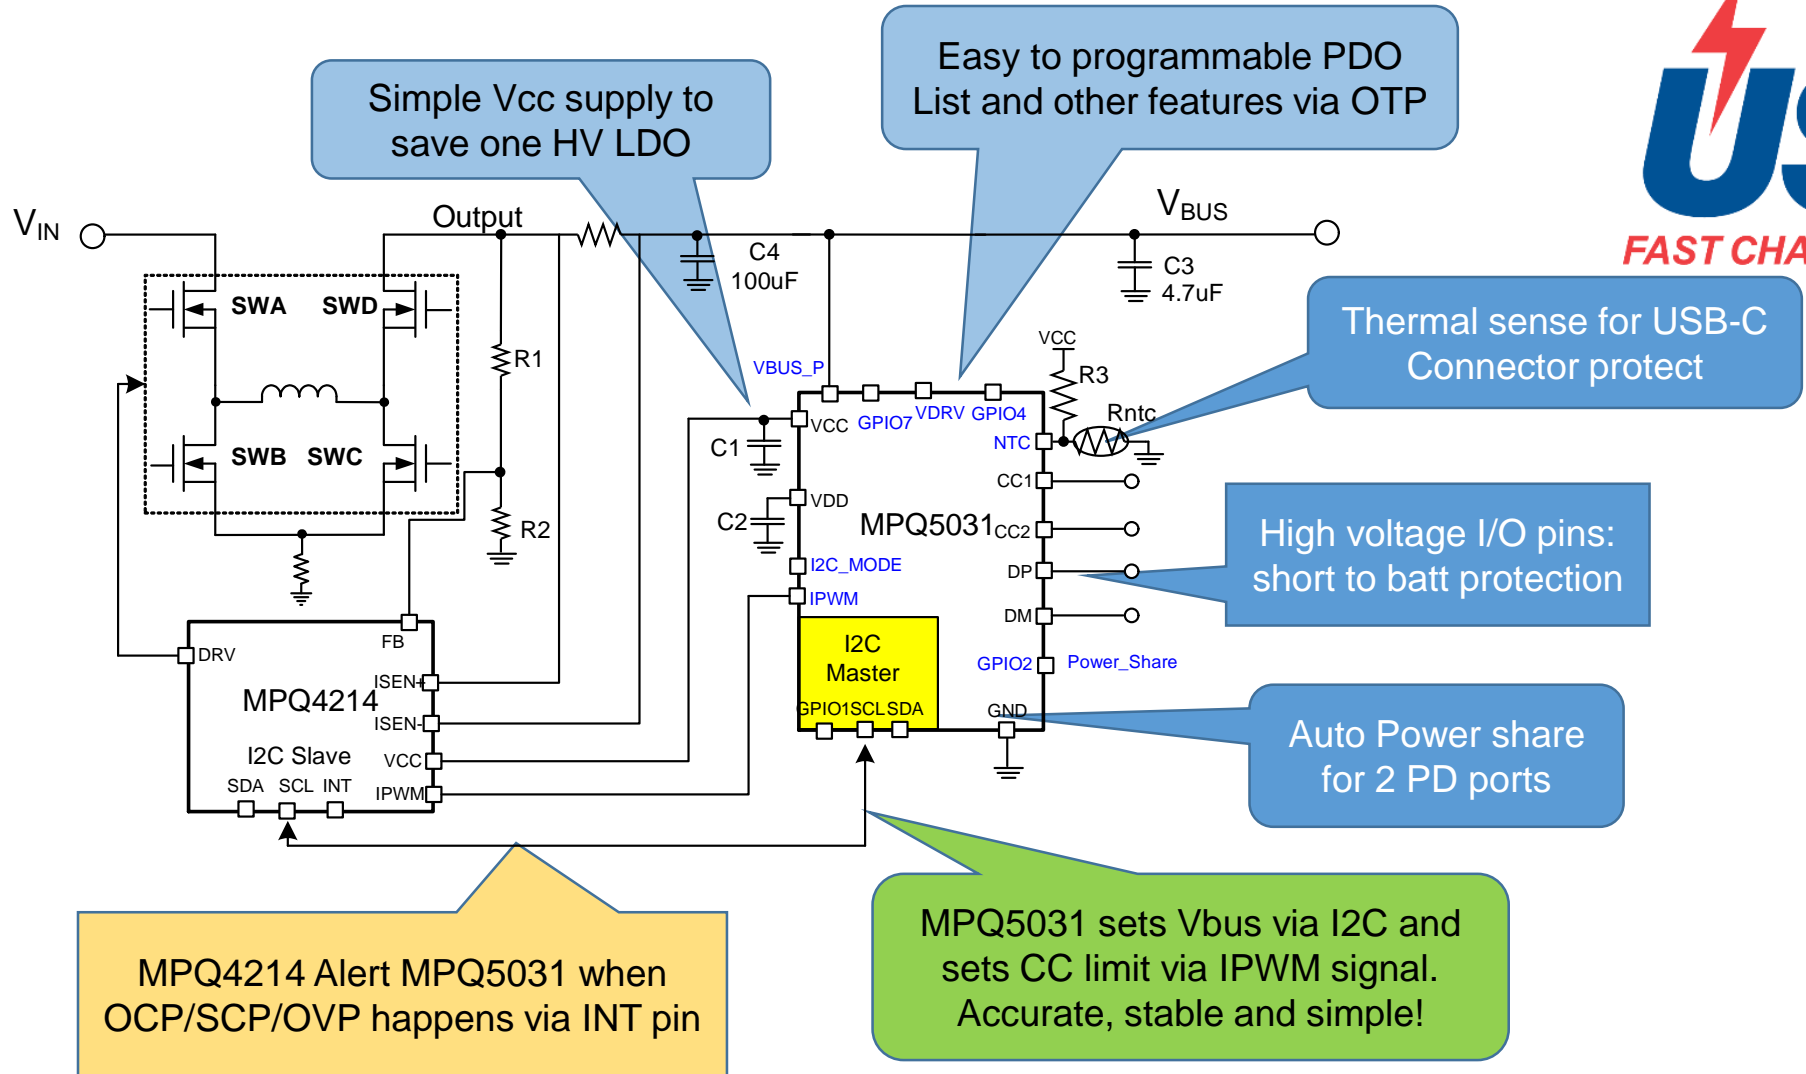 Simple Vcc supply to
save one HV LDO
Easy to programmable PDO
List and other features via OTP
US
FAST CHA
VIN
Output
VBUS
C4
100uF
C3
4.7uF
SWA
SWD
R1
SWB
SWC
R2
Thermal sense for USB-C
Connector protect
VCC
R3
Rntc
VBUS_P
GPIO7
VDRV
GPIO4
VCC
NTC
C1
CC1
VDD
C2
MPQ5031
CC2
I2C_MODE
DP
IPWM
DM
High voltage I/O pins:
short to batt protection
I2C
Master
GPIO2
Power_Share
GPIO1
SCL
SDA
GND
Auto Power share
for 2 PD ports
FB
DRV
ISEN+
MPQ4214
ISEN-
I2C Slave
VCC
SDA
SCL
INT
IPWM
MPQ4214 Alert MPQ5031 when
OCP/SCP/OVP happens via INT pin
MPQ5031 sets Vbus via I2C and
sets CC limit via IPWM signal.
Accurate, stable and simple!